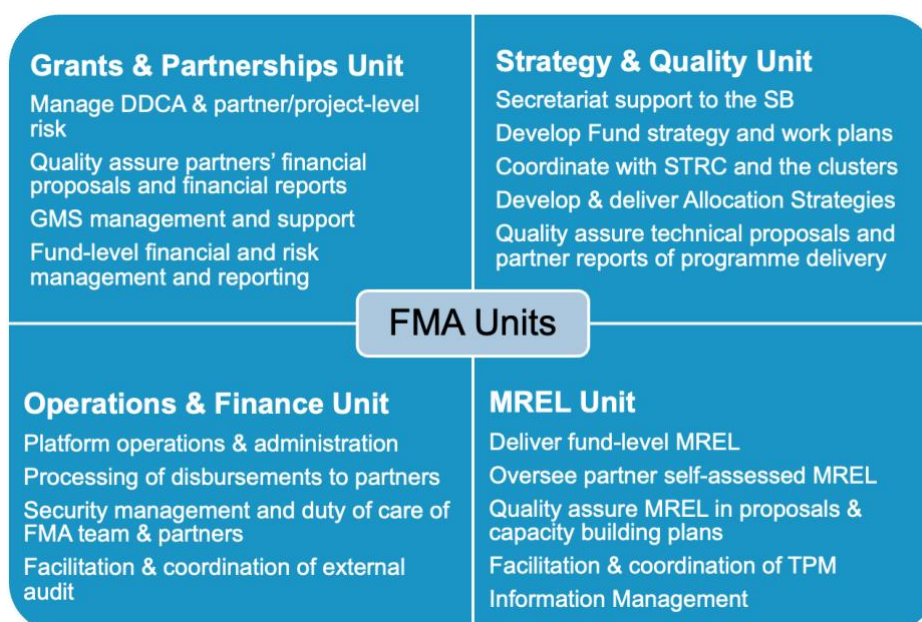 Grants & Partnerships Unit
Manage DDCA & partner/project-level
risk
Quality assure partners' financial
proposals and financial reports
GMS management and support
Fund-level financial and risk
management and reporting
Strategy & Quality Unit
Secretariat support to the SB
Develop Fund strategy and work plans
Coordinate with STRC and the clusters
Develop & deliver Allocation Strategies
Quality assure technical proposals and
partner reports of programme delivery
FMA Units
Operations & Finance Unit
Platform operations & administration
Processing of disbursements to partners
Security management and duty of care of
FMA team & partners
Facilitation & coordination of external
audit
MREL Unit
Deliver fund-level MREL
Oversee partner self-assessed MREL
Quality assure MREL in proposals &
capacity building plans
Facilitation & coordination of TPM
Information Management